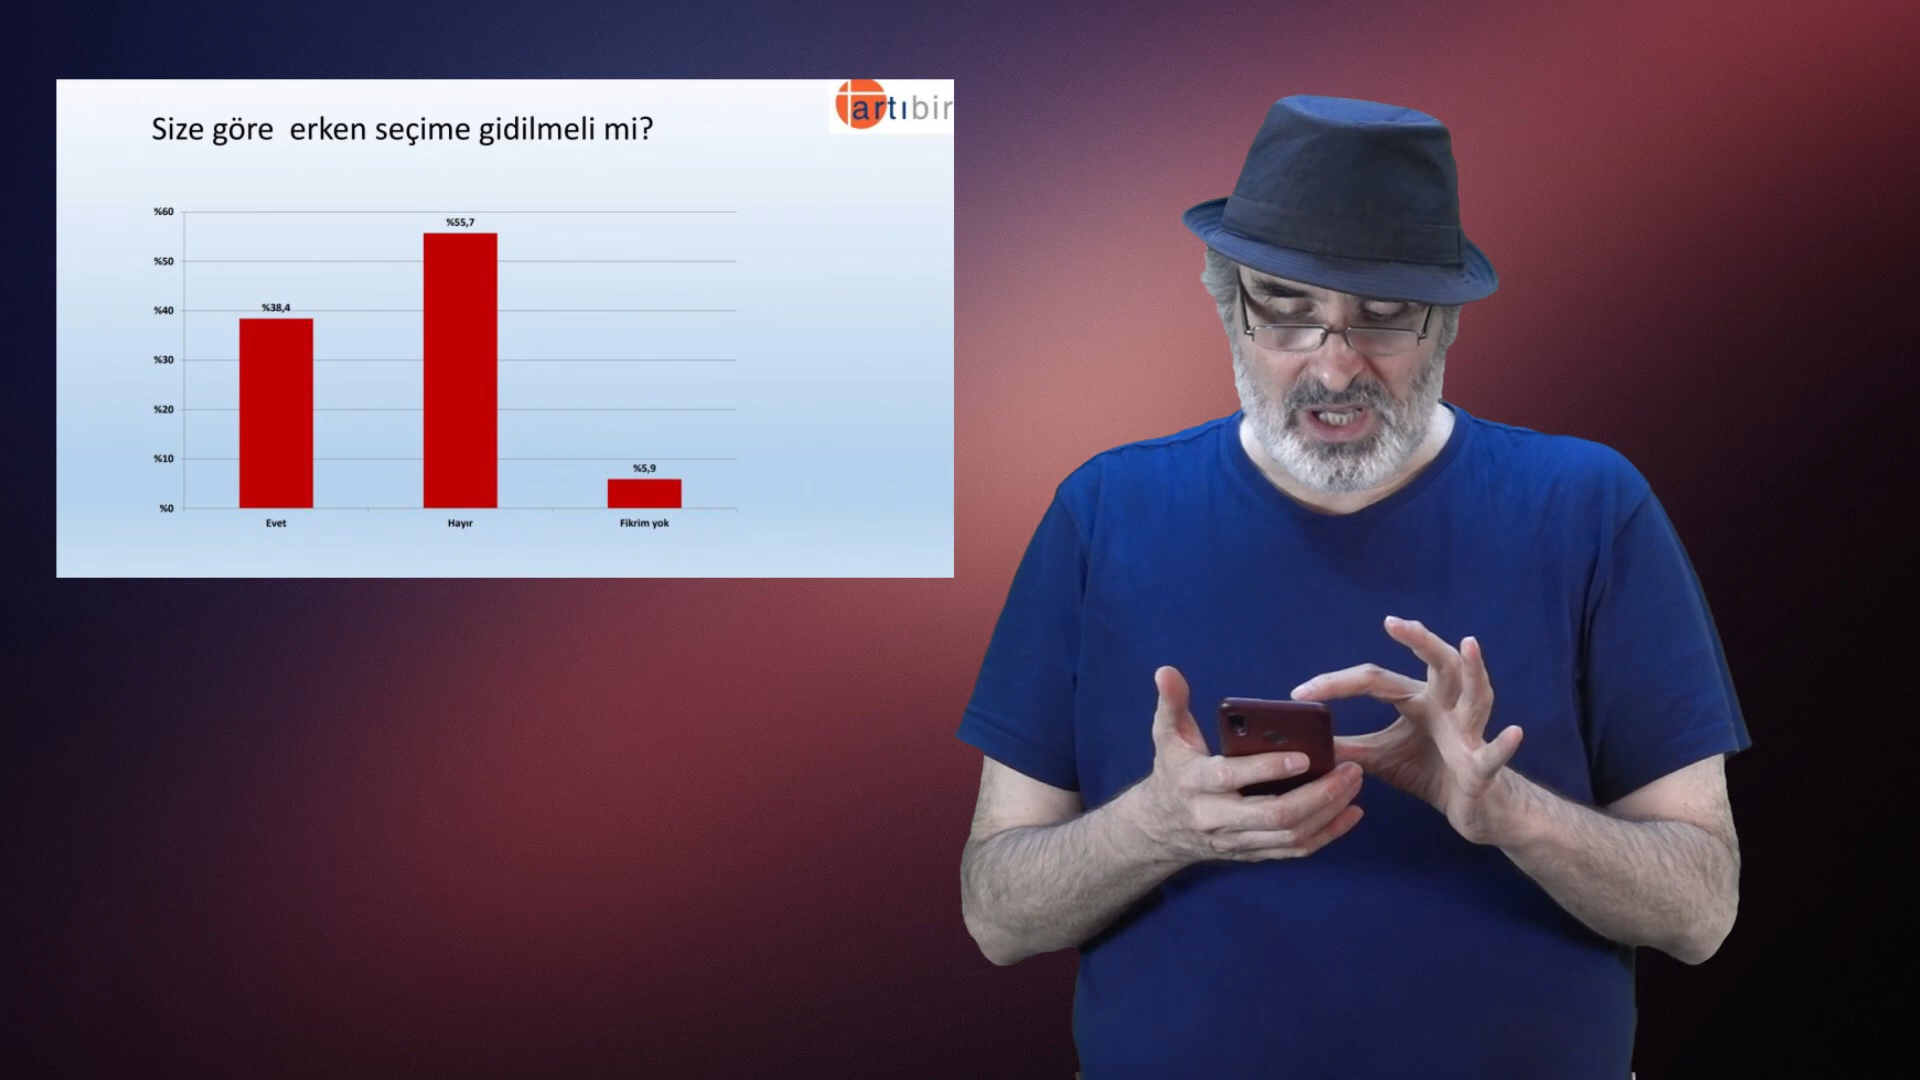 artıbir
Size göre erken seçime gidilmeli mi?
%60
%55,7
%50
%40
%38,4
%30
%20
%10
%5,9
%0
Evet
Hayır
Fikrim yok